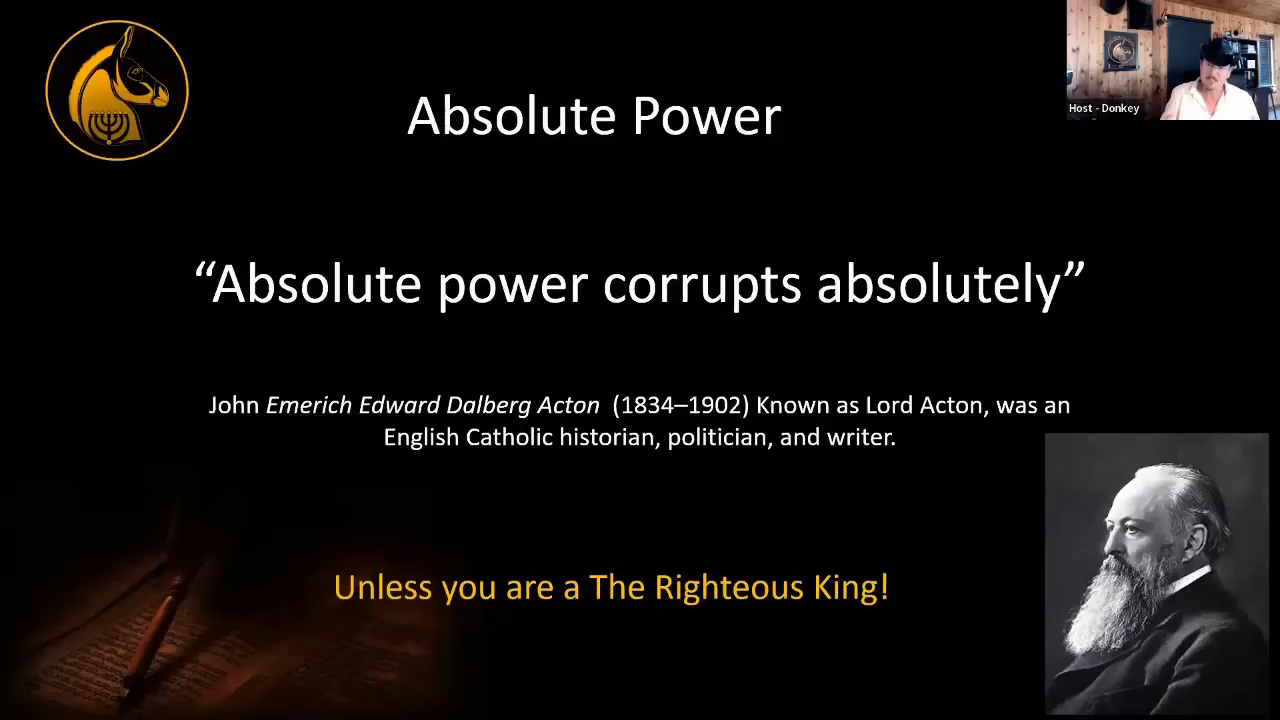 Absolute Power
Host - Donkey
“Absolute power corrupts absolutely”
John Emerich Edward Dalberg Acton (1834–1902) Known as Lord Acton, was an
English Catholic historian, politician, and writer.
Unless you are a The Righteous King!